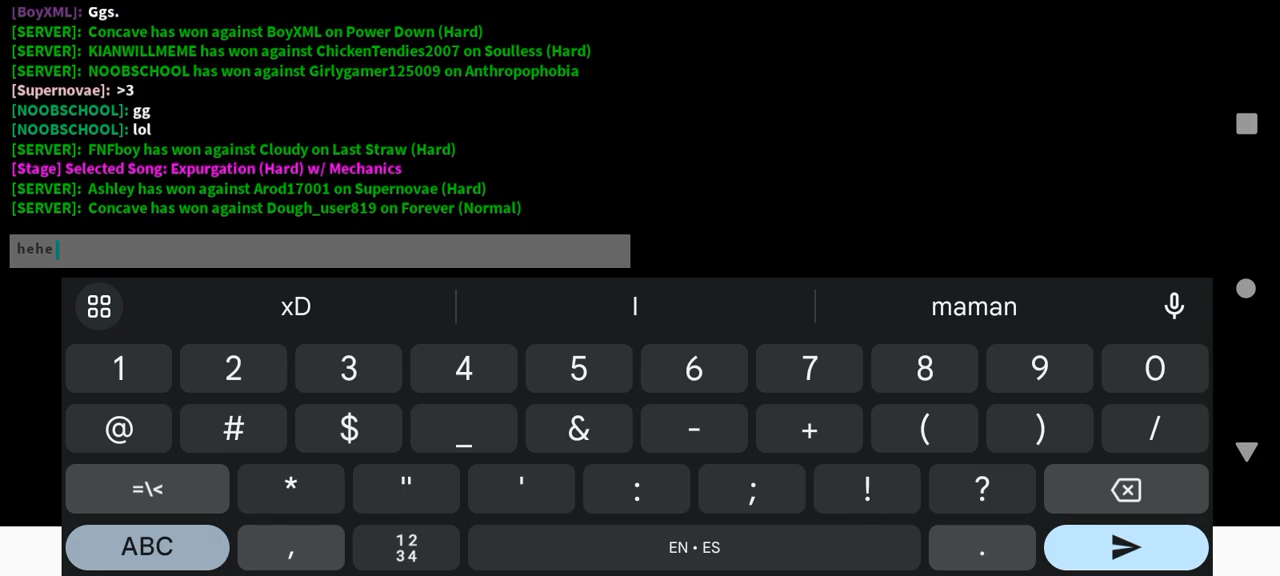 [BoyXML]: Ggs.
[SERVER]: Concave has won against BoyXML on Power Down (Hard)
[SERVER]: KIANWILLMEME has won against ChickenTendies2007 on Soulless (Hard)
[SERVER]: NOOBSCHOOL has won against Girlygamer125009 on Anthropophobia
[Supernovae]: >3
[NOOBSCHOOL]: gg
[NOOBSCHOOL]: lol
[SERVER]: FNFboy has won against Cloudy on Last Straw (Hard)
[Stage] Selected Song: Expurgation (Hard) w/ Mechanics
[SERVER]: Ashley has won against Arod17001 on Supernovae (Hard)
[SERVER]: Concave has won against Dough_user819 on Forever (Normal)
hehe
xD I maman
1 2 3 4 5 6 7 8 9 0
@ # $ _ & - + ( ) /
=\< * " ' : ; ! ?
ABC , 12 34 EN • ES .